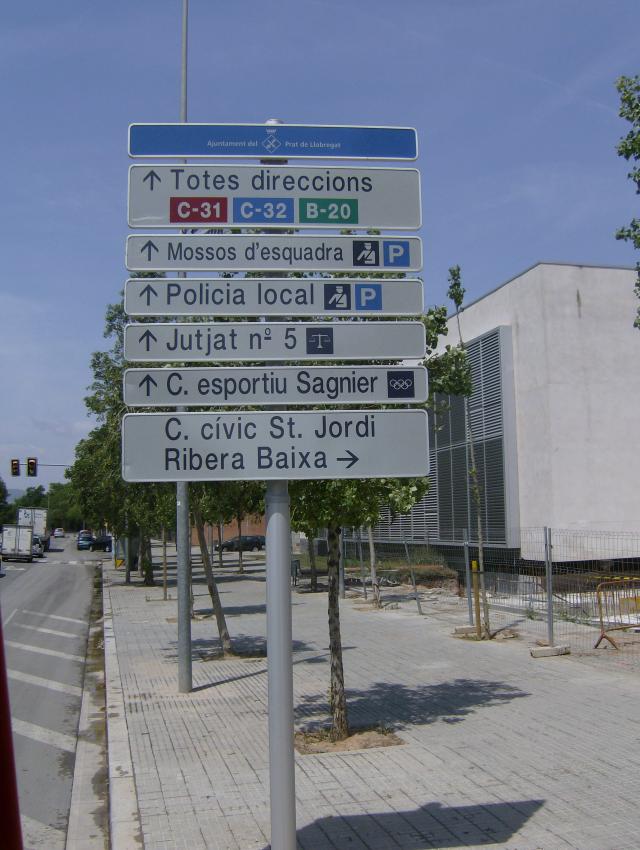 Ajuntament del Prat de Llobregat
Totes direccions
C-31 C-32 B-20
Mossos d'esquadra P
Policia local P
Jutjat nº 5
C. esportiu Sagnier
C. cívic St. Jordi
Ribera Baixa